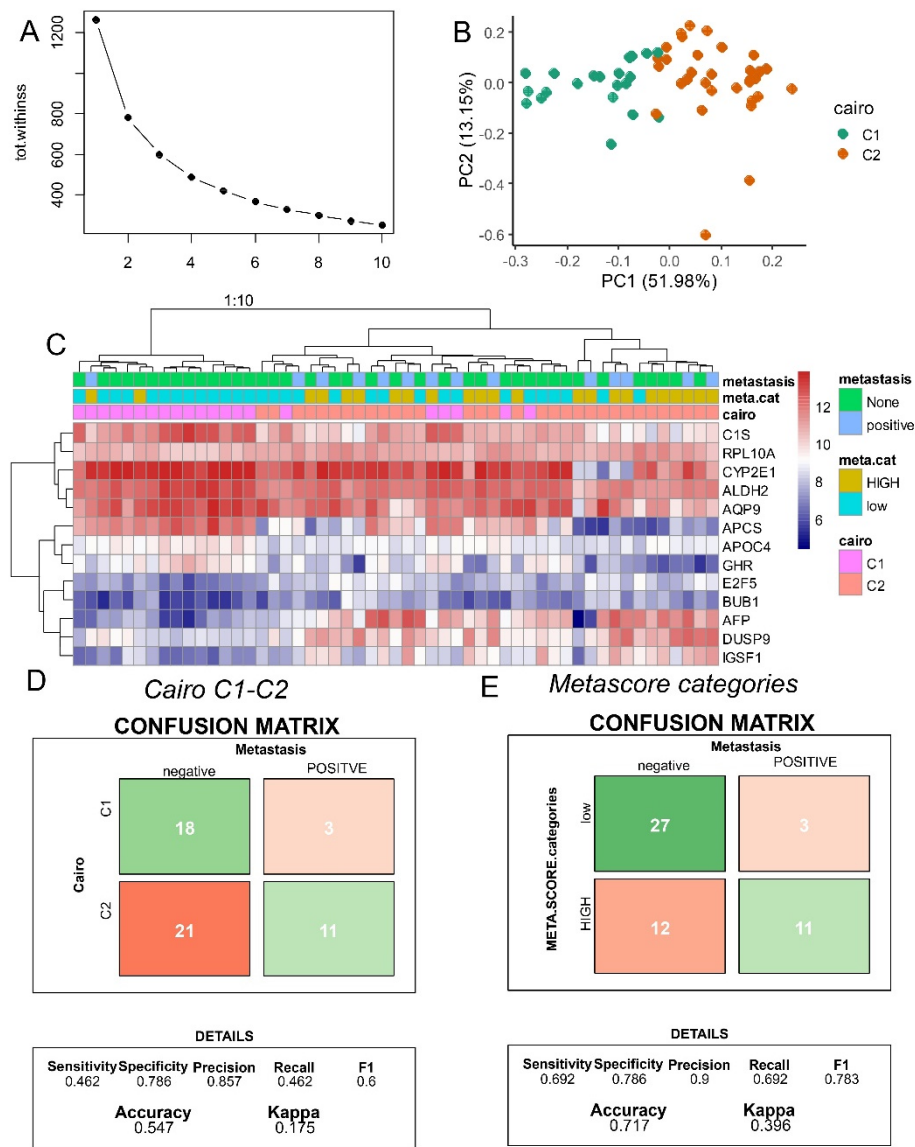 A
tot.withinss
1200
800
600
400
2
4
6
8
10
1:10
B
PC2 (13.15%)
0.2
0.0
-0.2
-0.4
-0.6
-0.3
-0.2
-0.1
0.0
0.1
0.2
PC1 (51.98%)
cairo
C1
C2
C
metastasis
meta.cat
cairo
C1S
RPL10A
CYP2E1
ALDH2
AQP9
APCS
APOC4
GHR
E2F5
BUB1
AFP
DUSP9
IGSF1
12
10
8
6
metastasis
None
positive
meta.cat
HIGH
low
cairo
C1
C2
D
Cairo C1-C2
CONFUSION MATRIX
Metastasis
negative POSITVE
Cairo
C1
18 3
C2
21 11
DETAILS
Sensitivity Specificity Precision Recall F1
0.462 0.786 0.857 0.462 0.6
Accuracy Kappa
0.547 0.175
E
Metascore categories
CONFUSION MATRIX
Metastasis
negative POSITIVE
META.SCORE.categories
low
27 3
HIGH
12 11
DETAILS
Sensitivity Specificity Precision Recall F1
0.692 0.786 0.9 0.692 0.783
Accuracy Kappa
0.717 0.396